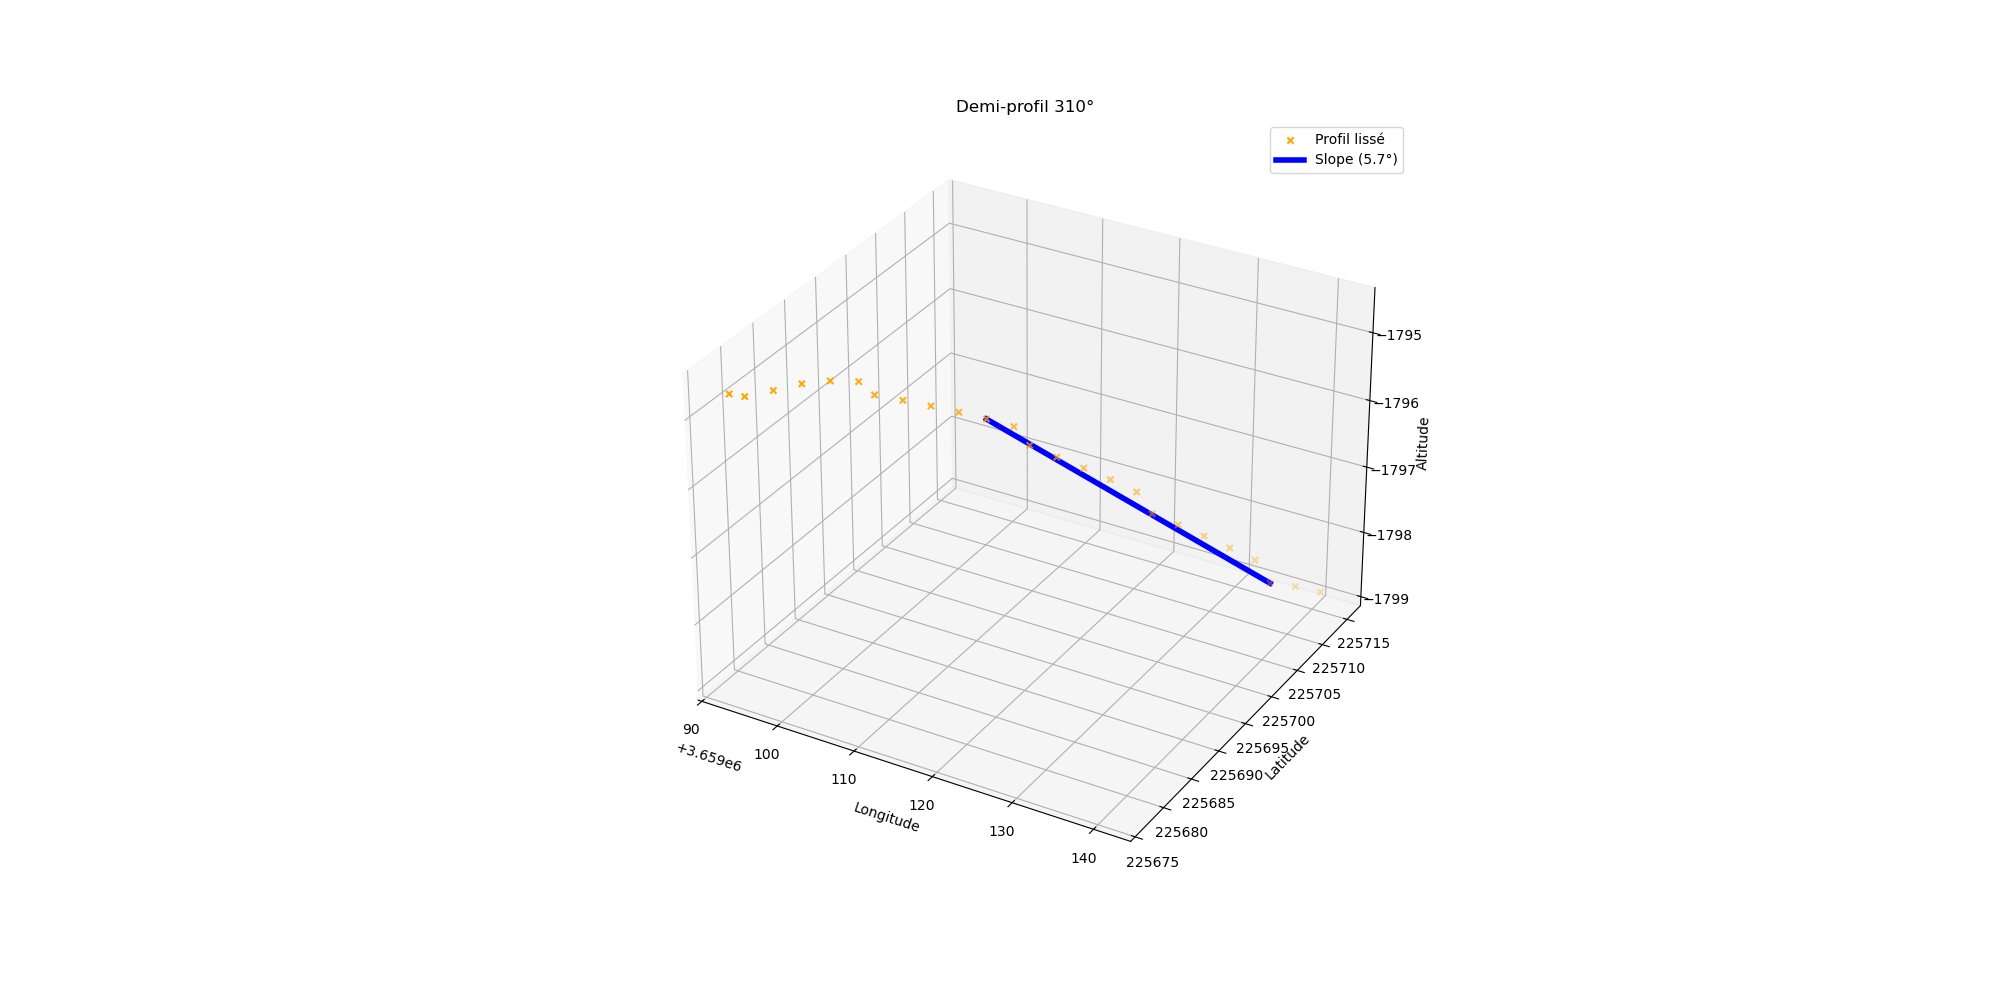 Demi-profil 310°
Profil lissé
Slope (5.7°)
−1795
−1796
−1797
−1798
−1799
Altitude
225715
225710
225705
225700
225695
225690
225685
225680
225675
Latitude
90
100
110
120
130
140
+3.659e6
Longitude